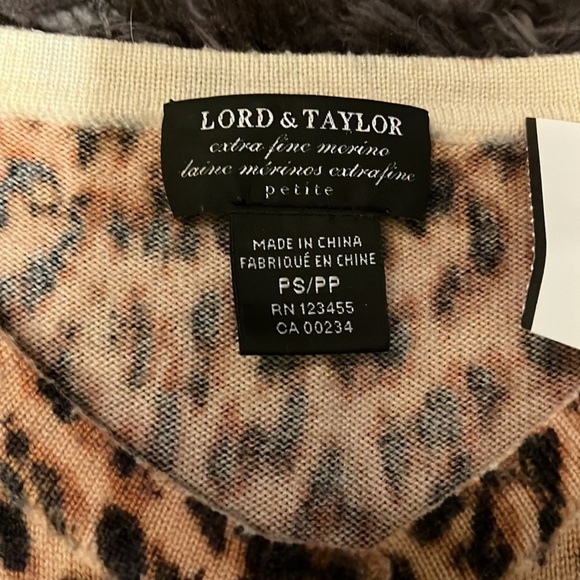 LORD & TAYLOR
extra fine merino
laine mérinos extrafine
petite
MADE IN CHINA
FABRIQUÉ EN CHINE
PS/PP
RN 123455
CA 00234